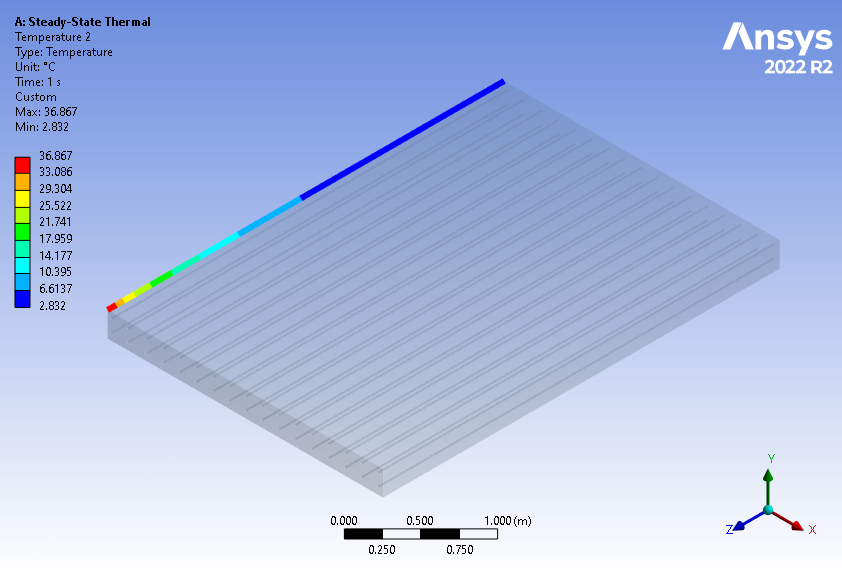 A: Steady-State Thermal
Temperature 2
Type: Temperature
Unit: °C
Time: 1 s
Custom
Max: 36.867
Min: 2.832
36.867
33.086
29.304
25.522
21.741
17.959
14.177
10.395
6.6137
2.832
Ansys
2022 R2
0.000 0.500 1.000 (m)
0.250 0.750
Y
Z X